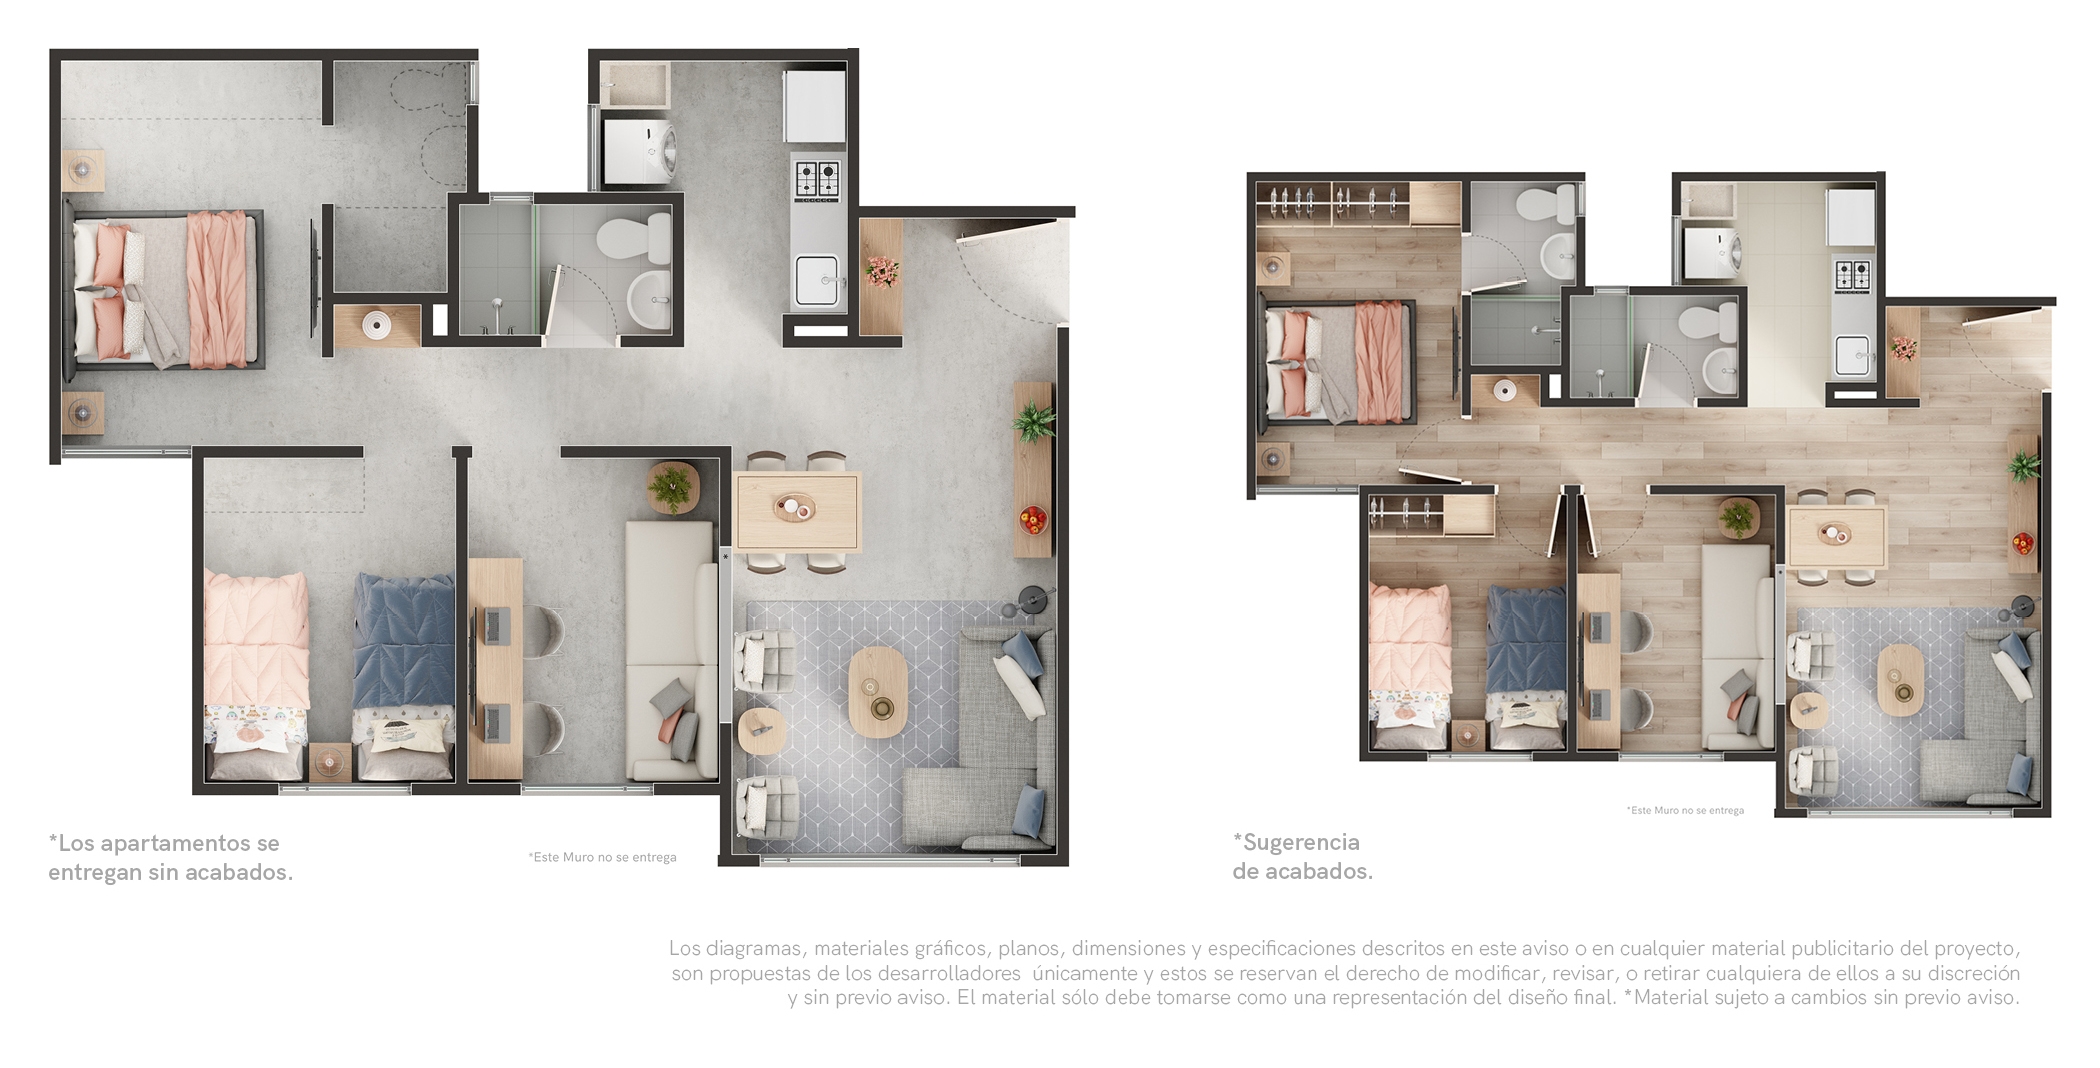 *Los apartamentos se
entregan sin acabados.
*Este Muro no se entrega
*
*Sugerencia
de acabados.
*Este Muro no se entrega
*
Los diagramas, materiales gráficos, planos, dimensiones y especificaciones descritos en este aviso o en cualquier material publicitario del proyecto,
son propuestas de los desarrolladores  únicamente y estos se reservan el derecho de modificar, revisar, o retirar cualquiera de ellos a su discreción
y sin previo aviso. El material sólo debe tomarse como una representación del diseño final. *Material sujeto a cambios sin previo aviso.